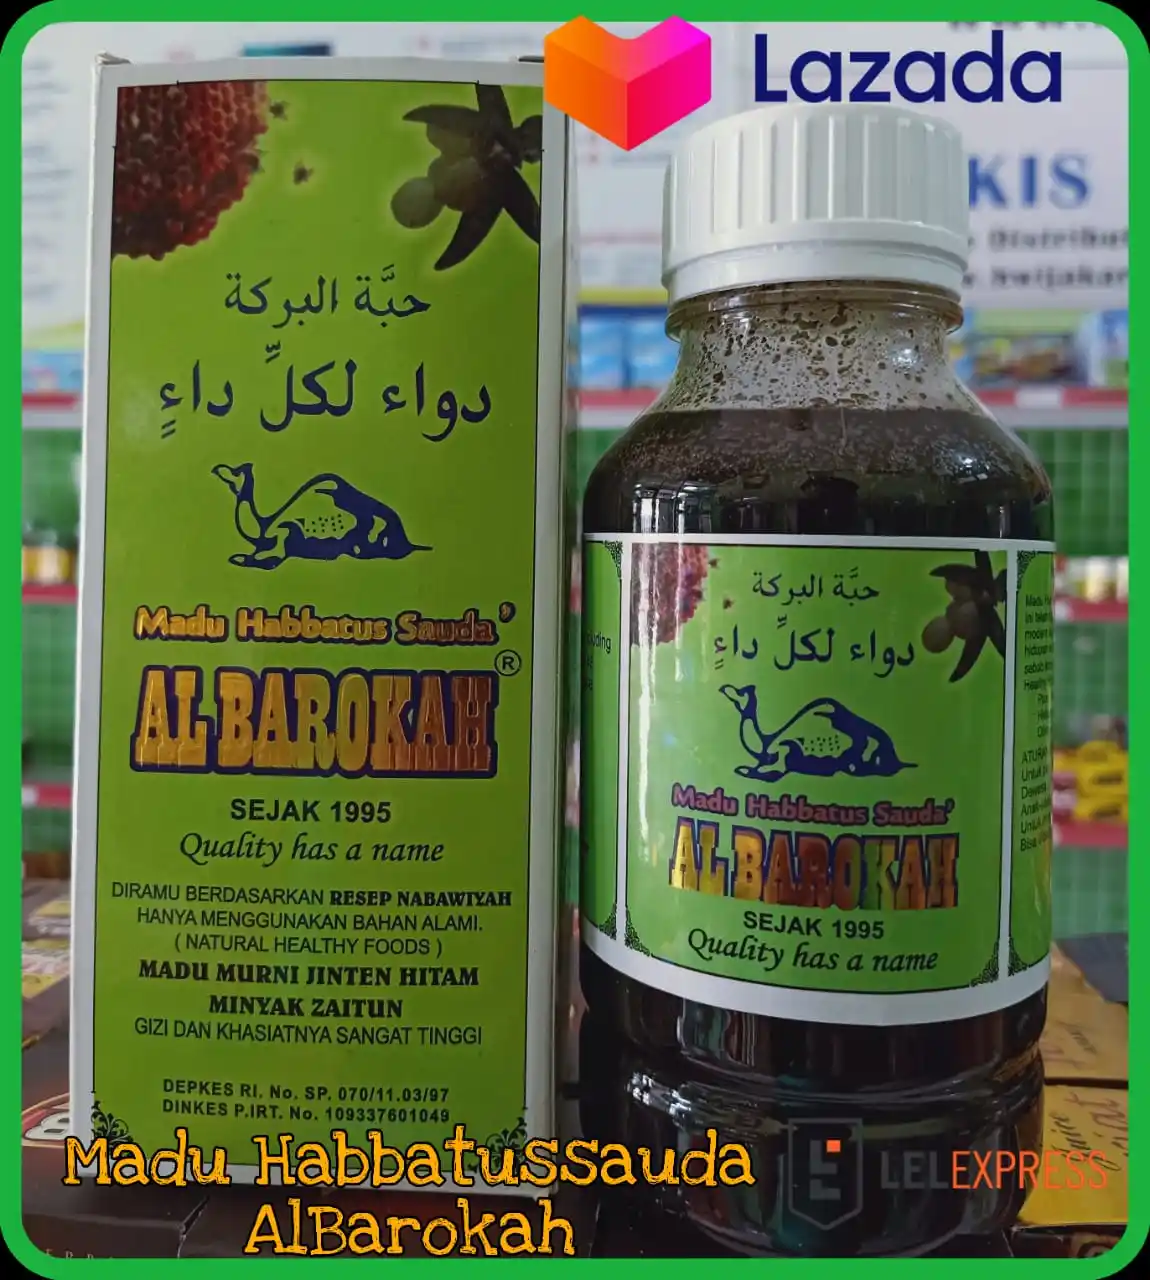 Lazada
KIS
حبَّة البركة
دواء لكلِّ داءٍ
Madu Habbatus Sauda'
AL BAROKAH ®
SEJAK 1995
Quality has a name
DIRAMU BERDASARKAN RESEP NABAWIYAH
HANYA MENGGUNAKAN BAHAN ALAMI.
( NATURAL HEALTHY FOODS )
MADU MURNI JINTEN HITAM
MINYAK ZAITUN
GIZI DAN KHASIATNYA SANGAT TINGGI
DEPKES RI. No. SP. 070/11.03/97
DINKES P.IRT. No. 109337601049
حبَّة البركة
دواء لكلِّ داءٍ
Madu Habbatus Sauda'
AL BAROKAH
SEJAK 1995
Quality has a name
Madu Habbatussauda
AlBarokah
LELEXPRESS